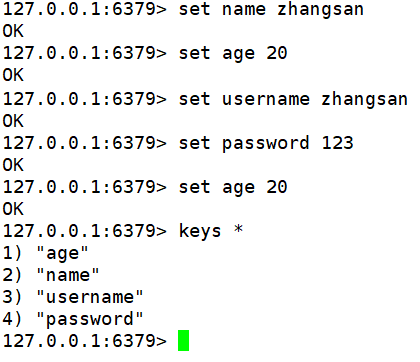 127.0.0.1:6379> set name zhangsan
OK
127.0.0.1:6379> set age 20
OK
127.0.0.1:6379> set username zhangsan
OK
127.0.0.1:6379> set password 123
OK
127.0.0.1:6379> set age 20
OK
127.0.0.1:6379> keys *
1) "age"
2) "name"
3) "username"
4) "password"
127.0.0.1:6379>